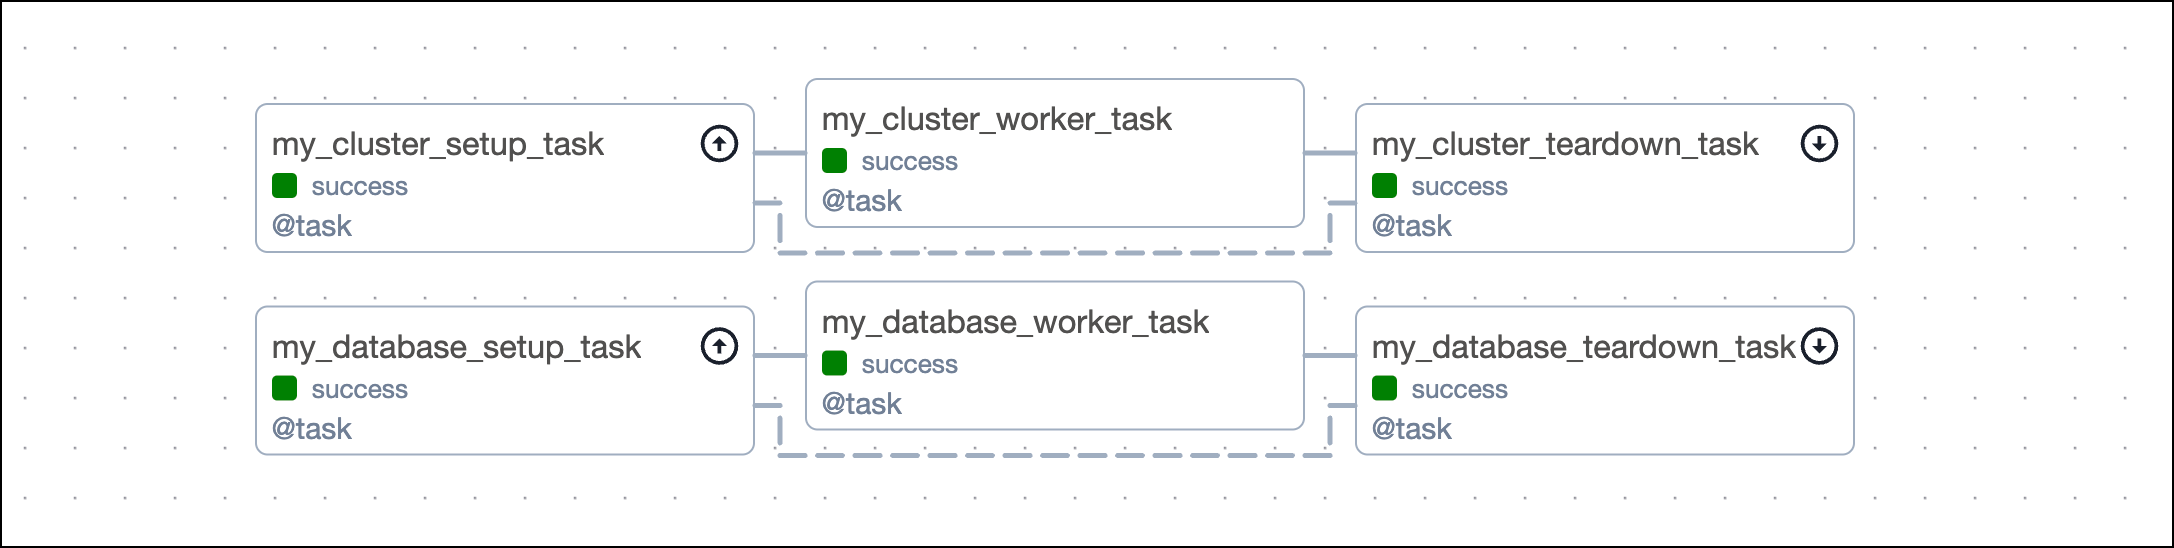 my_cluster_setup_task
success
@task
my_cluster_worker_task
success
@task
my_cluster_teardown_task
success
@task
my_database_setup_task
success
@task
my_database_worker_task
success
@task
my_database_teardown_task
success
@task